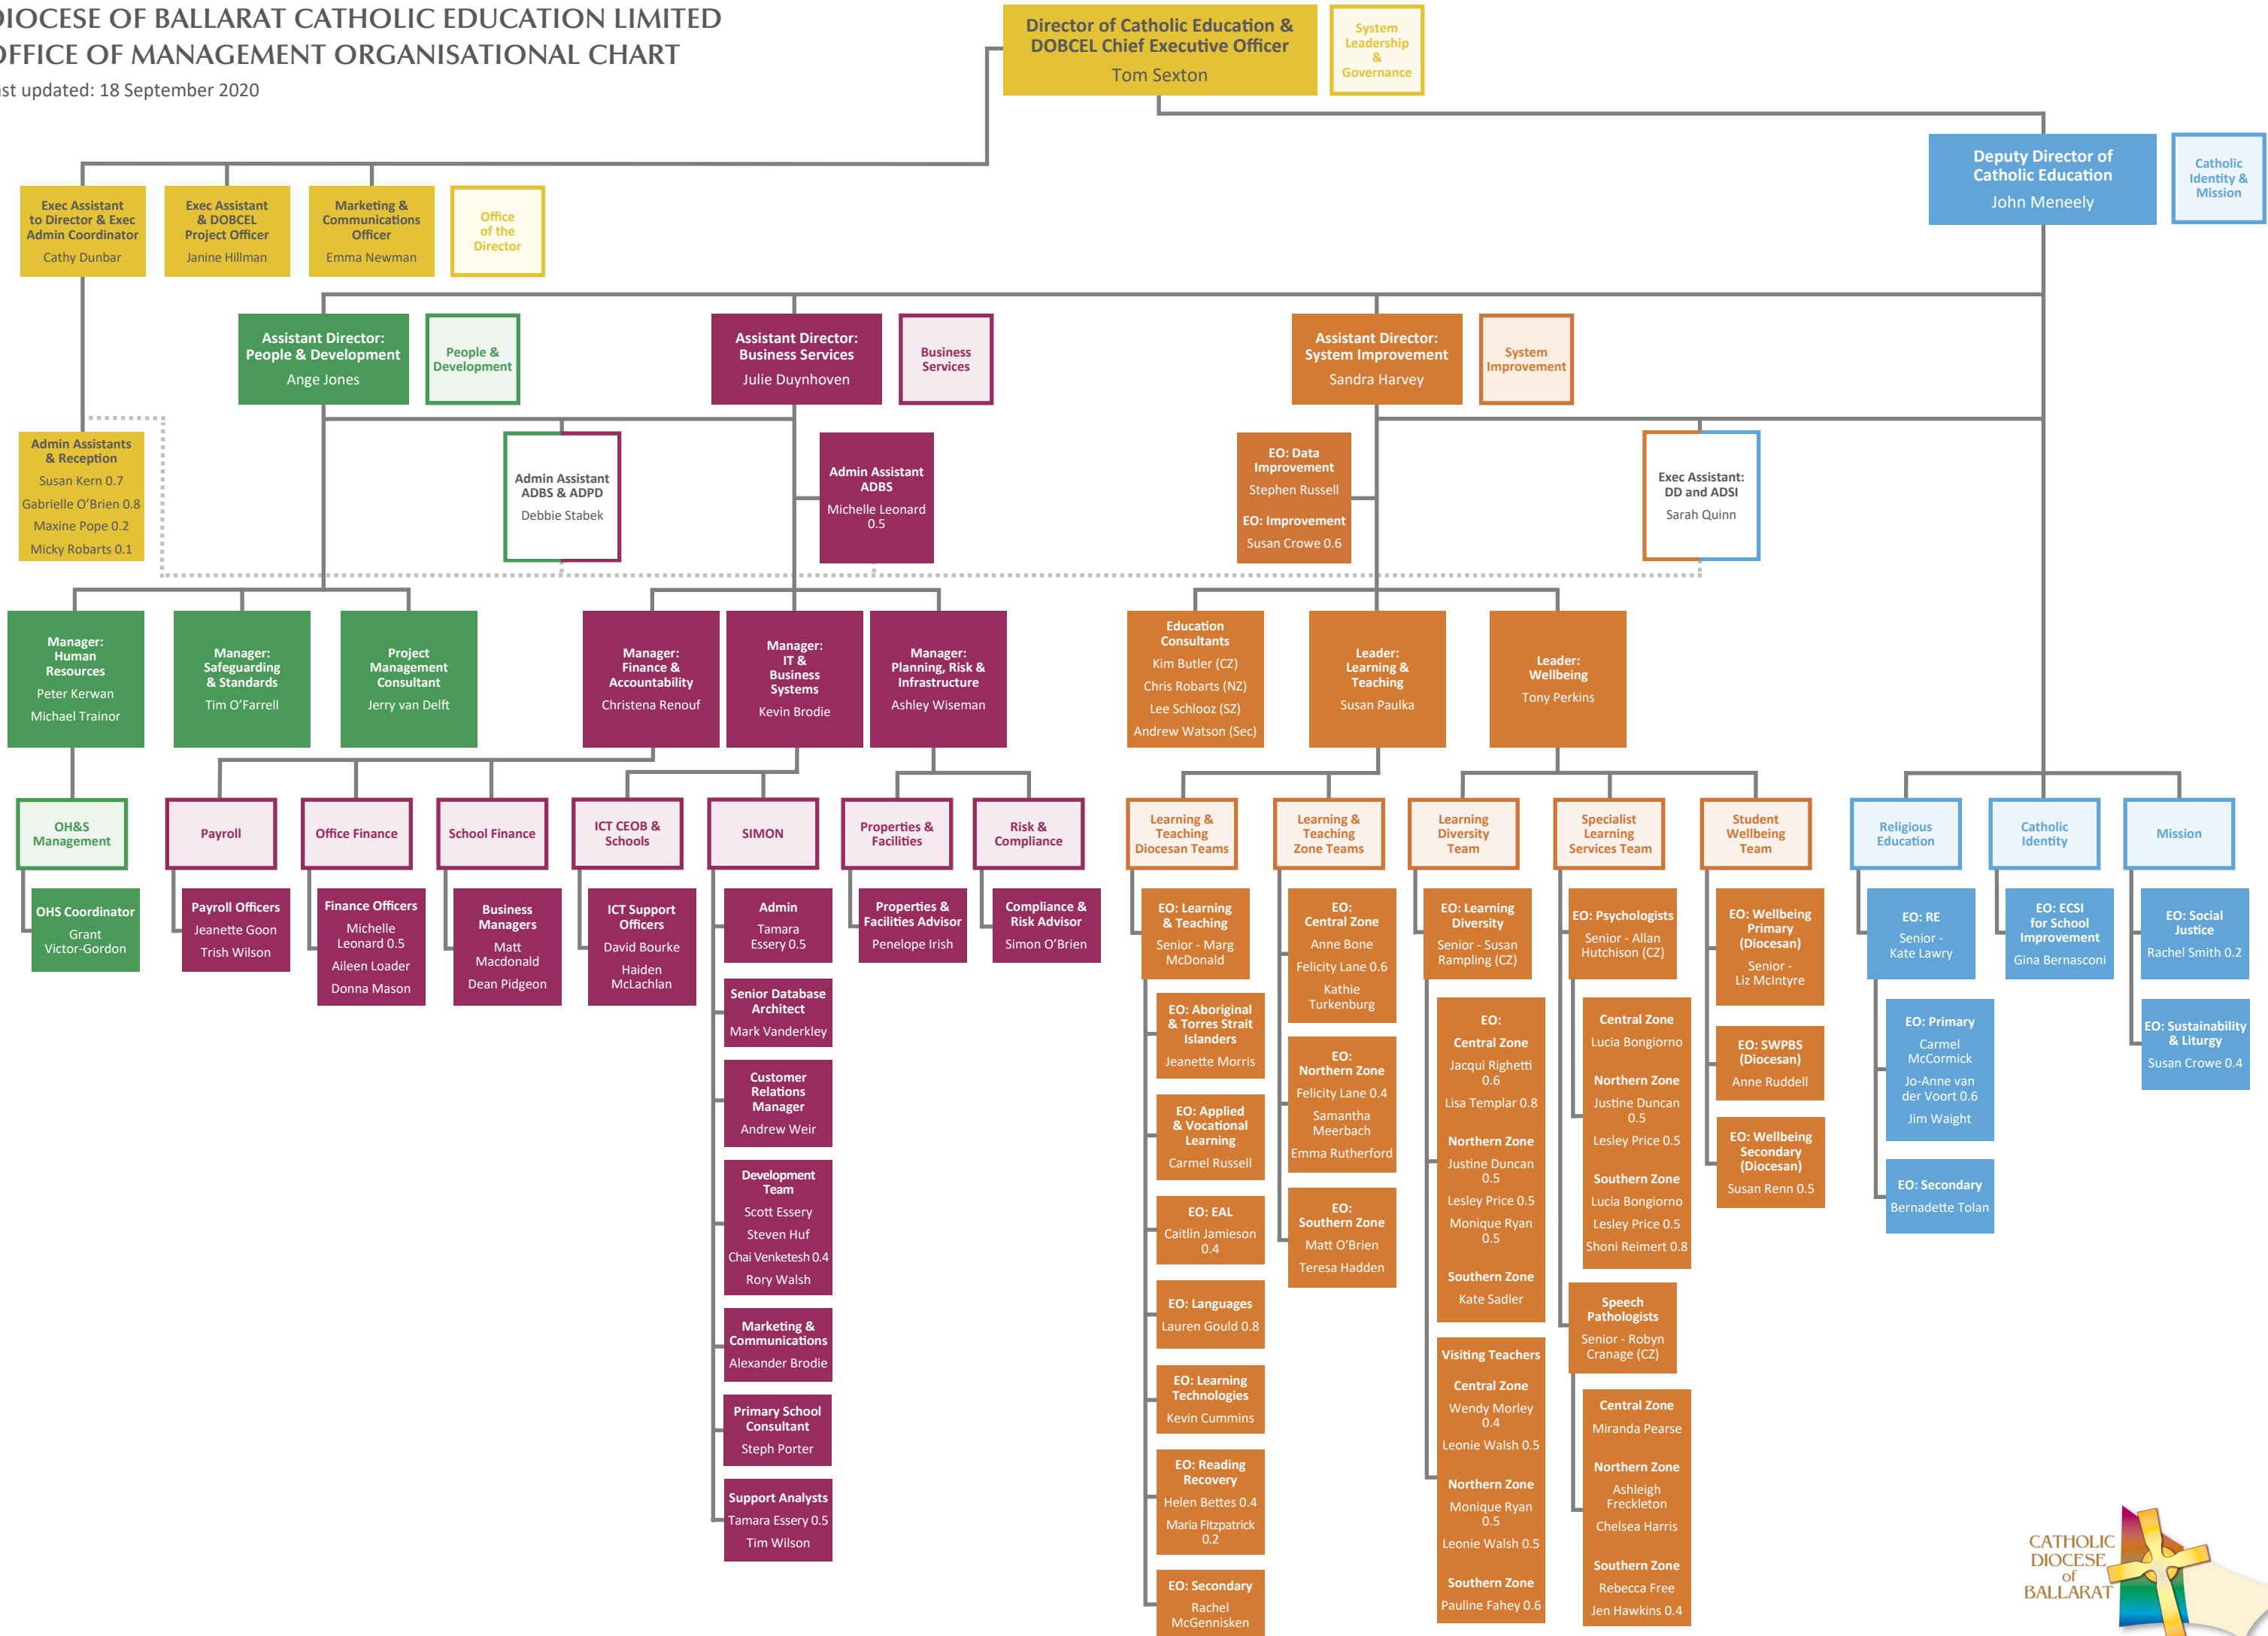 DIOCESE OF BALLARAT CATHOLIC EDUCATION LIMITED
OFFICE OF MANAGEMENT ORGANISATIONAL CHART
Last updated: 18 September 2020
Director of Catholic Education &
DOBCEL Chief Executive Officer
Tom Sexton
System
Leadership
&
Governance
Deputy Director of
Catholic Education
John Meneely
Catholic
Identity &
Mission
Exec Assistant
to Director & Exec
Admin Coordinator
Cathy Dunbar
Exec Assistant
& DOBCEL
Project Officer
Janine Hillman
Marketing &
Communications
Officer
Emma Newman
Office
of the
Director
Assistant Director:
People & Development
Ange Jones
People &
Development
Assistant Director:
Business Services
Julie Duynhoven
Business
Services
Assistant Director:
System Improvement
Sandra Harvey
System
Improvement
Admin Assistants
& Reception
Susan Kern 0.7
Gabrielle O’Brien 0.8
Maxine Pope 0.2
Micky Robarts 0.1
Admin Assistant
ADBS & ADPD
Debbie Stabek
Admin Assistant
ADBS
Michelle Leonard
0.5
EO: Data
Improvement
Stephen Russell
EO: Improvement
Susan Crowe 0.6
Exec Assistant:
DD and ADSI
Sarah Quinn
Manager:
Human
Resources
Peter Kerwan
Michael Trainor
Manager:
Safeguarding
& Standards
Tim O’Farrell
Project
Management
Consultant
Jerry van Delft
Manager:
Finance &
Accountability
Christena Renouf
Manager:
IT &
Business
Systems
Kevin Brodie
Manager:
Planning, Risk &
Infrastructure
Ashley Wiseman
Education
Consultants
Kim Butler (CZ)
Chris Robarts (NZ)
Lee Schlooz (SZ)
Andrew Watson (Sec)
Leader:
Learning &
Teaching
Susan Paulka
Leader:
Wellbeing
Tony Perkins
OH&S
Management
Payroll
Office Finance
School Finance
ICT CEOB &
Schools
SIMON
Properties &
Facilities
Risk &
Compliance
Learning &
Teaching
Diocesan Teams
Learning &
Teaching
Zone Teams
Learning
Diversity
Team
Specialist
Learning
Services Team
Student
Wellbeing
Team
Religious
Education
Catholic
Identity
Mission
OHS Coordinator
Grant
Victor-Gordon
Payroll Officers
Jeanette Goon
Trish Wilson
Finance Officers
Michelle
Leonard 0.5
Aileen Loader
Donna Mason
Business
Managers
Matt
Macdonald
Dean Pidgeon
ICT Support
Officers
David Bourke
Haiden
McLachlan
Admin
Tamara
Essery 0.5
Senior Database
Architect
Mark Vanderkley
Customer
Relations
Manager
Andrew Weir
Development
Team
Scott Essery
Steven Huf
Chai Venketesh 0.4
Rory Walsh
Marketing &
Communications
Alexander Brodie
Primary School
Consultant
Steph Porter
Support Analysts
Tamara Essery 0.5
Tim Wilson
Properties &
Facilities Advisor
Penelope Irish
Compliance &
Risk Advisor
Simon O’Brien
EO: Learning
& Teaching
Senior - Marg
McDonald
EO: Aboriginal
& Torres Strait
Islanders
Jeanette Morris
EO: Applied
& Vocational
Learning
Carmel Russell
EO: EAL
Caitlin Jamieson
0.4
EO: Languages
Lauren Gould 0.8
EO: Learning
Technologies
Kevin Cummins
EO: Reading
Recovery
Helen Bettes 0.4
Maria Fitzpatrick
0.2
EO: Secondary
Rachel
McGennisken
EO:
Central Zone
Anne Bone
Felicity Lane 0.6
Kathie
Turkenburg
EO:
Northern Zone
Felicity Lane 0.4
Samantha
Meerbach
Emma Rutherford
EO:
Southern Zone
Matt O'Brien
Teresa Hadden
EO: Learning
Diversity
Senior - Susan
Rampling (CZ)
EO:
Central Zone
Jacqui Righetti
0.6
Lisa Templar 0.8
Northern Zone
Justine Duncan
0.5
Lesley Price 0.5
Monique Ryan
0.5
Southern Zone
Kate Sadler
Visiting Teachers
Central Zone
Wendy Morley
0.4
Leonie Walsh 0.5
Northern Zone
Monique Ryan
0.5
Leonie Walsh 0.5
Southern Zone
Pauline Fahey 0.6
EO: Psychologists
Senior - Allan
Hutchison (CZ)
Central Zone
Lucia Bongiorno
Northern Zone
Justine Duncan
0.5
Lesley Price 0.5
Southern Zone
Lucia Bongiorno
Lesley Price 0.5
Shoni Reimert 0.8
Speech
Pathologists
Senior - Robyn
Cranage (CZ)
Central Zone
Miranda Pearse
Northern Zone
Ashleigh
Freckleton
Chelsea Harris
Southern Zone
Rebecca Free
Jen Hawkins 0.4
EO: Wellbeing
Primary
(Diocesan)
Senior -
Liz McIntyre
EO: SWPBS
(Diocesan)
Anne Ruddell
EO: Wellbeing
Secondary
(Diocesan)
Susan Renn 0.5
EO: RE
Senior -
Kate Lawry
EO: Primary
Carmel
McCormick
Jo-Anne van
der Voort 0.6
Jim Waight
EO: Secondary
Bernadette Tolan
EO: ECSI
for School
Improvement
Gina Bernasconi
EO: Social
Justice
Rachel Smith 0.2
EO: Sustainability
& Liturgy
Susan Crowe 0.4
CATHOLIC
DIOCESE
of
BALLARAT